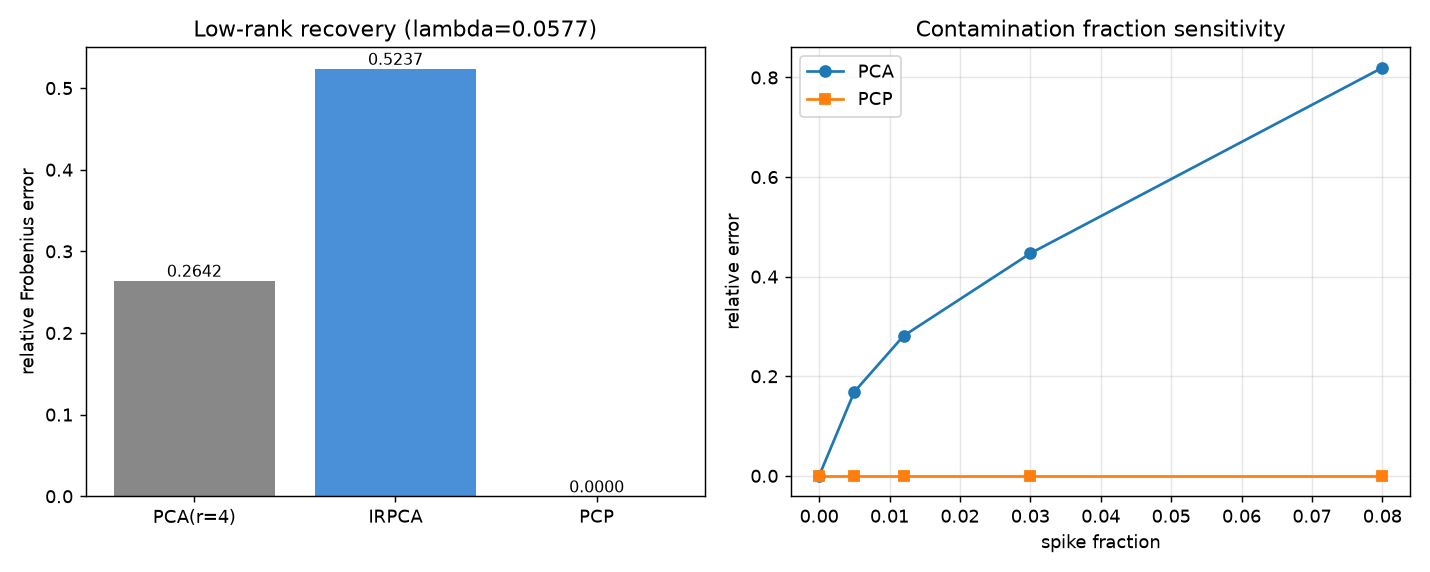 Low-rank recovery (lambda=0.0577)
relative Frobenius error
0.5
0.4
0.3
0.2
0.1
0.0
0.2642
0.5237
0.0000
PCA(r=4)
IRPCA
PCP
Contamination fraction sensitivity
PCA
PCP
relative error
0.8
0.6
0.4
0.2
0.0
0.00
0.01
0.02
0.03
0.04
0.05
0.06
0.07
0.08
spike fraction